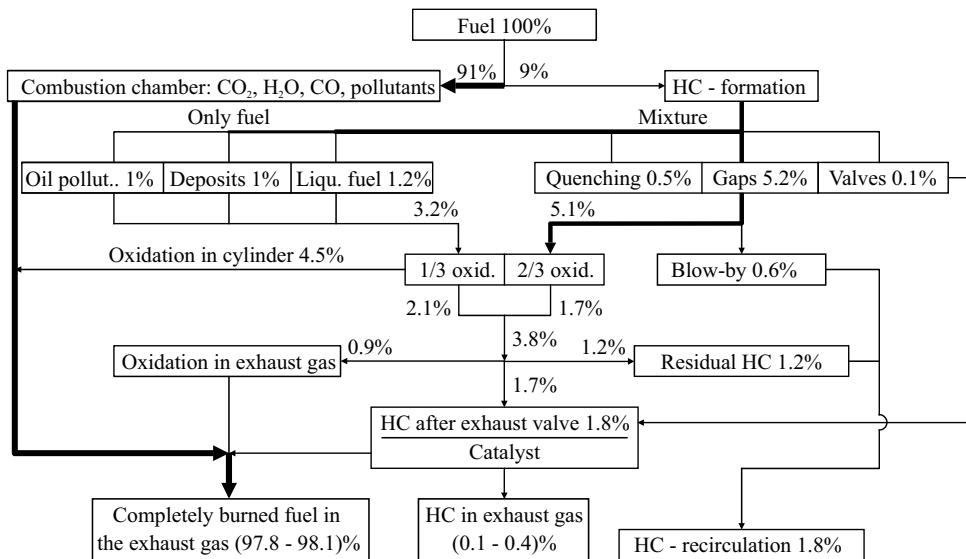 Fuel 100%
91%
9%
Combustion chamber: CO₂, H₂O, CO, pollutants
HC - formation
Only fuel
Mixture
Oil pollut.. 1%
Deposits 1%
Liqu. fuel 1.2%
Quenching 0.5%
Gaps 5.2%
Valves 0.1%
3.2%
5.1%
Oxidation in cylinder 4.5%
1/3 oxid.
2/3 oxid.
Blow-by 0.6%
2.1%
1.7%
3.8%
0.9%
1.2%
Oxidation in exhaust gas
Residual HC 1.2%
1.7%
HC after exhaust valve 1.8%
Catalyst
Completely burned fuel in
the exhaust gas (97.8 - 98.1)%
HC in exhaust gas
(0.1 - 0.4)%
HC - recirculation 1.8%